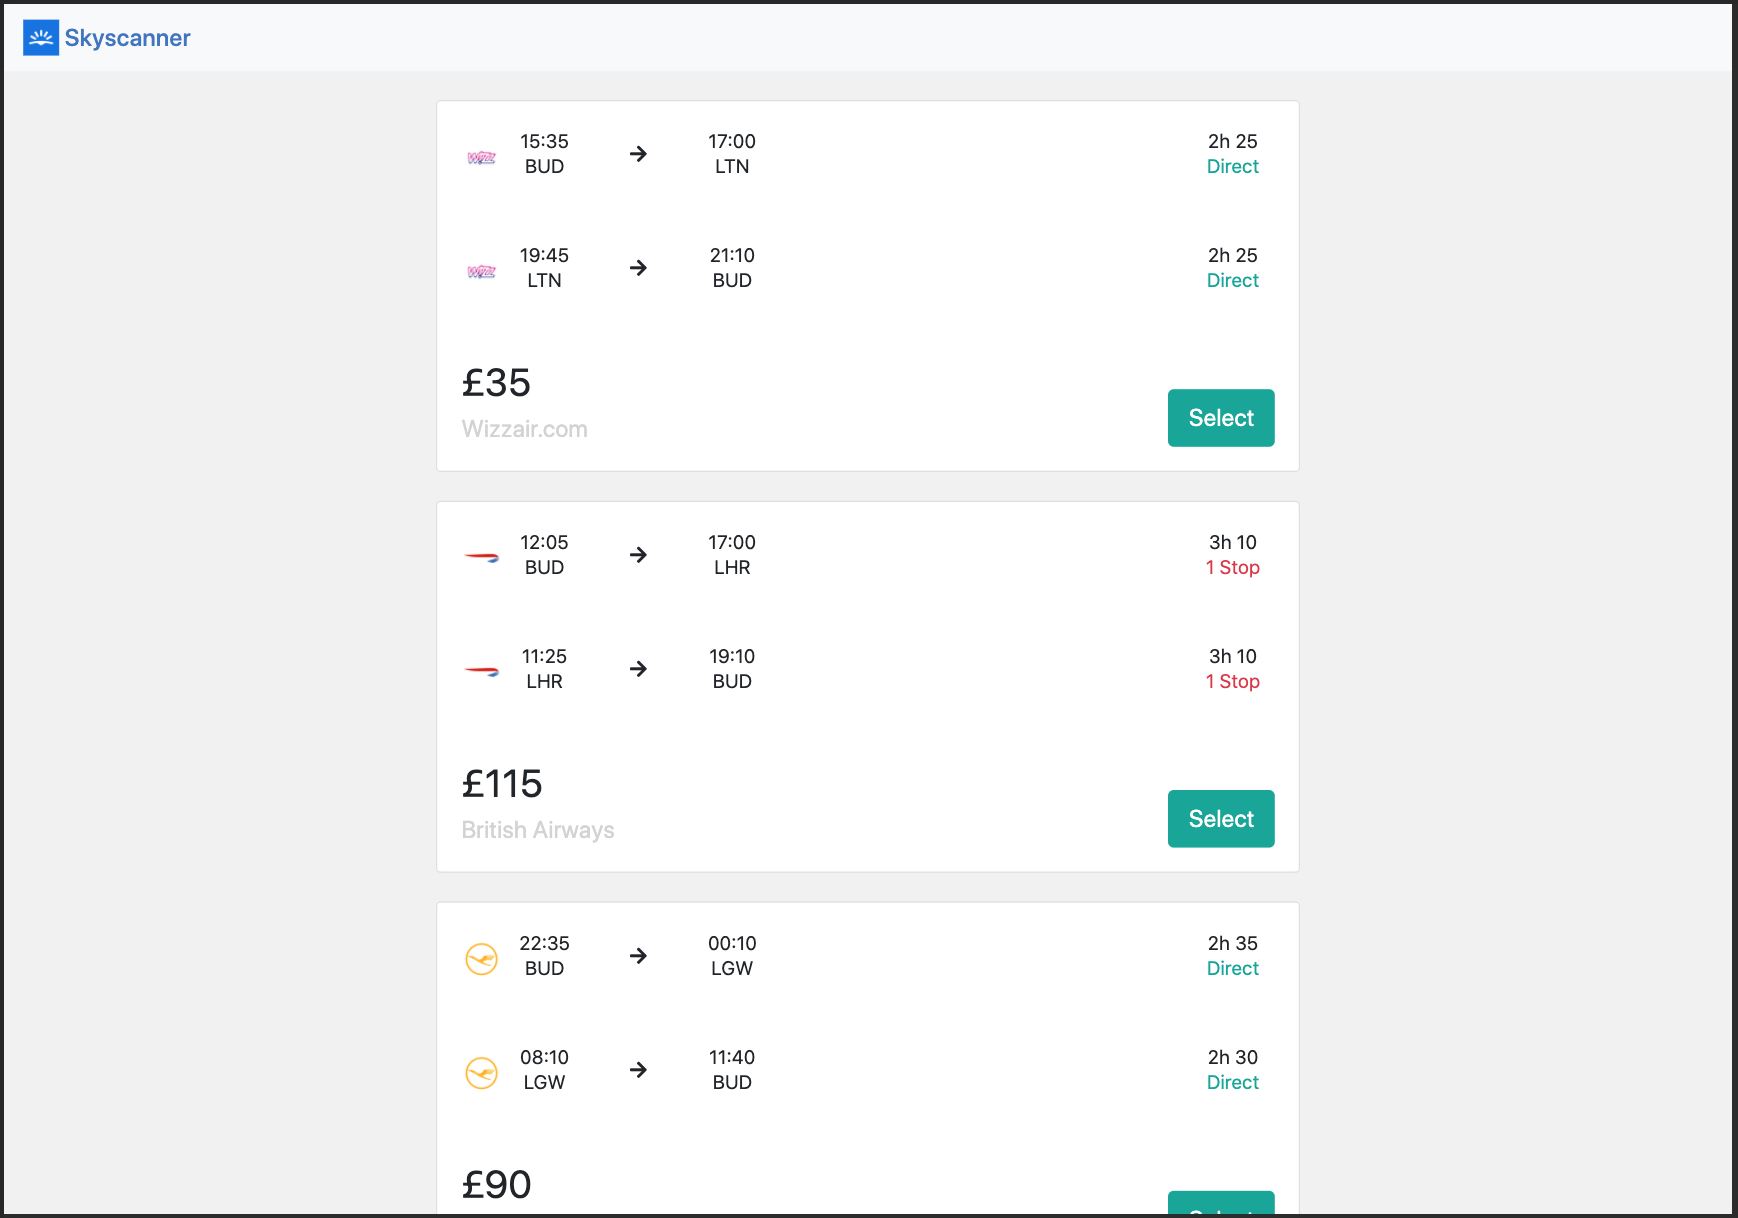 Skyscanner
15:35 17:00 2h 25
BUD LTN Direct
19:45 21:10 2h 25
LTN BUD Direct
£35
Wizzair.com
Select
12:05 17:00 3h 10
BUD LHR 1 Stop
11:25 19:10 3h 10
LHR BUD 1 Stop
£115
British Airways
Select
22:35 00:10 2h 35
BUD LGW Direct
08:10 11:40 2h 30
LGW BUD Direct
£90